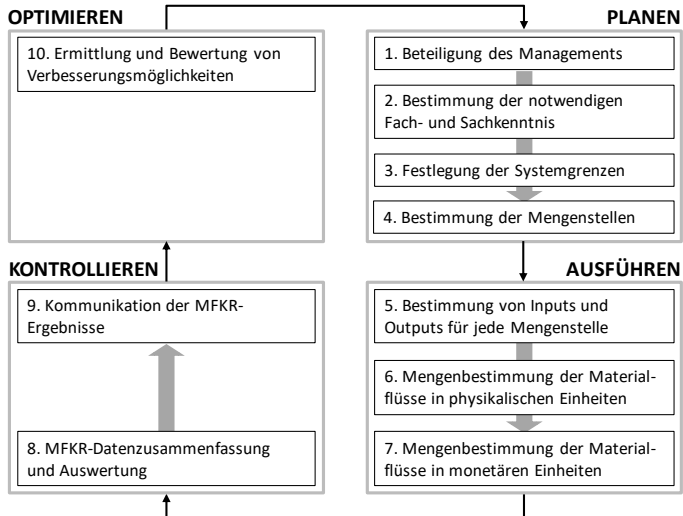 OPTIMIEREN
10. Ermittlung und Bewertung von
Verbesserungsmöglichkeiten
PLANEN
1. Beteiligung des Managements
2. Bestimmung der notwendigen
Fach- und Sachkenntnis
3. Festlegung der Systemgrenzen
4. Bestimmung der Mengenstellen
KONTROLLIEREN
9. Kommunikation der MFKR-
Ergebnisse
8. MFKR-Datenzusammenfassung
und Auswertung
AUSFÜHREN
5. Bestimmung von Inputs und
Outputs für jede Mengenstelle
6. Mengenbestimmung der Material-
flüsse in physikalischen Einheiten
7. Mengenbestimmung der Material-
flüsse in monetären Einheiten